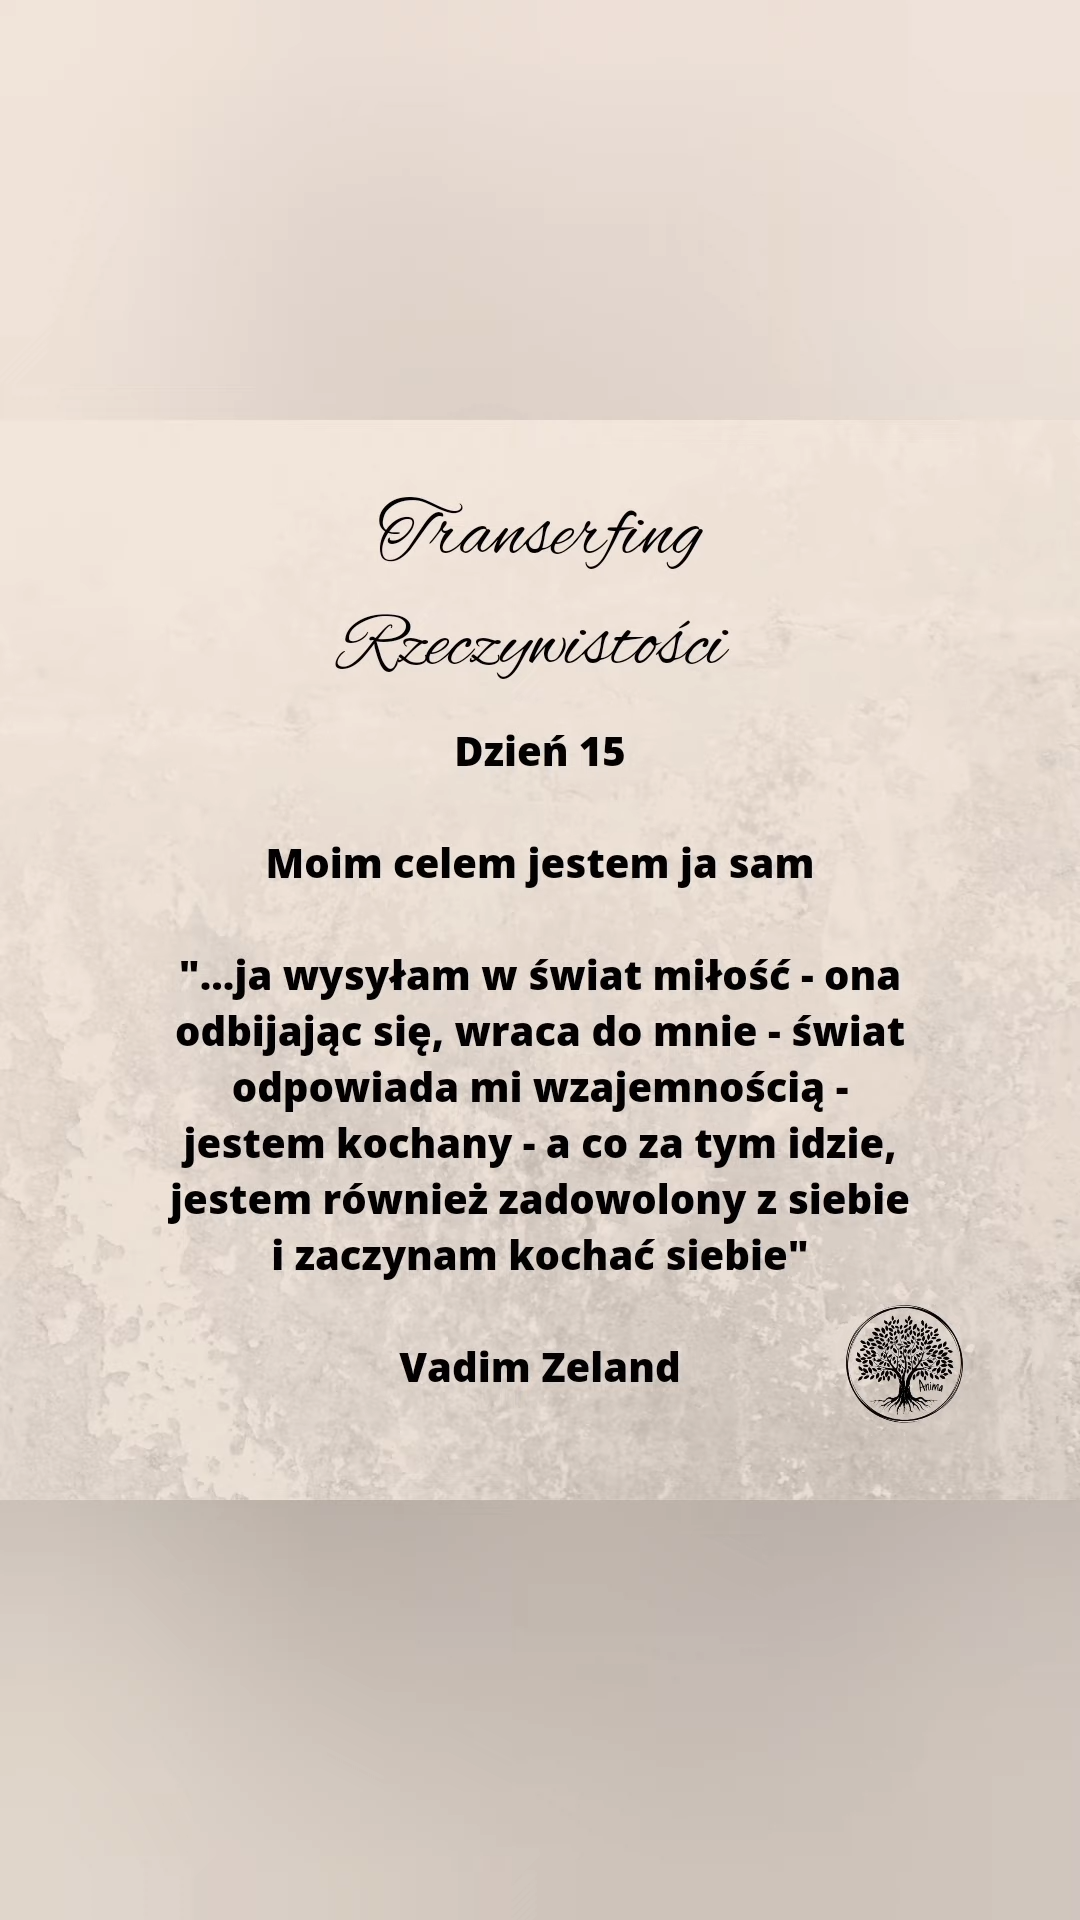 Transerfing
Rzeczywistości
Dzień 15
Moim celem jestem ja sam
"...ja wysyłam w świat miłość - ona
odbijając się, wraca do mnie - świat
odpowiada mi wzajemnością -
jestem kochany - a co za tym idzie,
jestem również zadowolony z siebie
i zaczynam kochać siebie"
Vadim Zeland
Anima